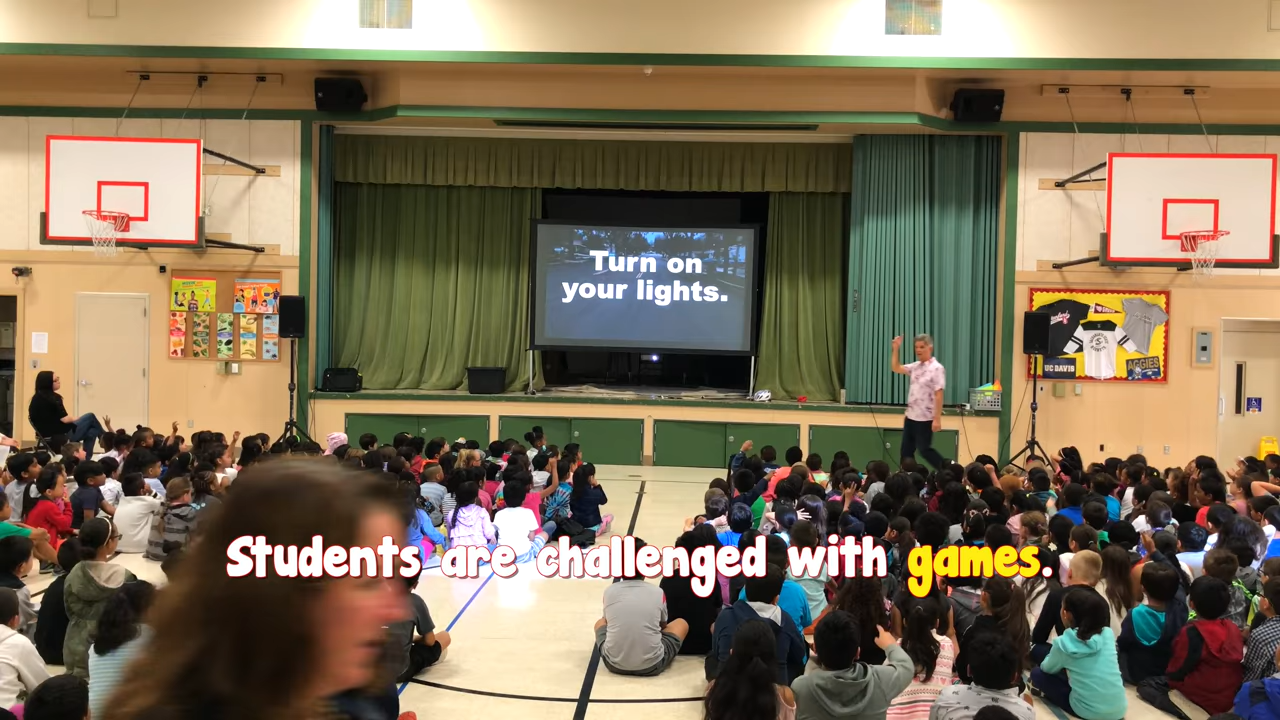 Turn on
your lights.
UC DAVIS
AGGIES
Students are challenged with games.